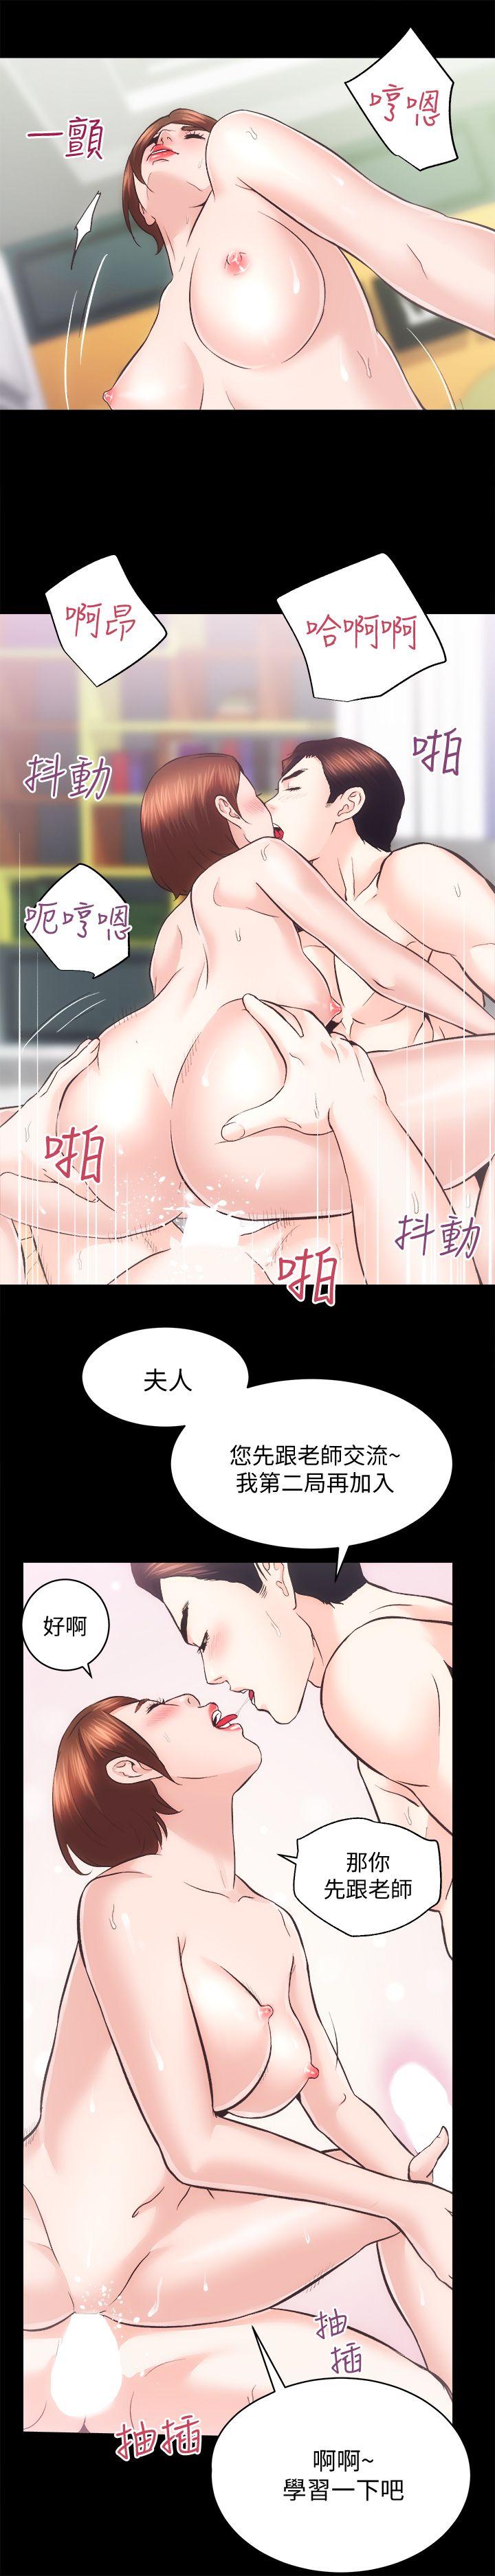 哼嗯
一顫
啊昂
哈啊啊
啪
抖動
呃哼嗯
啪
抖動
啪
夫人
您先跟老師交流~
我第二局再加入
好啊
那你
先跟老師
抽
插
抽插
啊啊~
學習一下吧